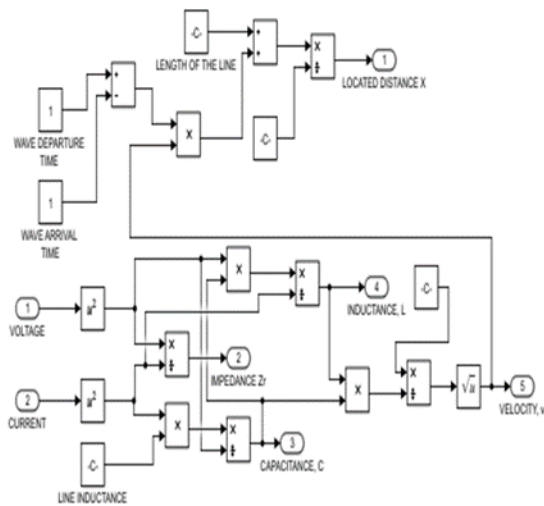 -C-
LENGTH OF THE LINE
+
+
×
÷
1
LOCATED DISTANCE X
1
+
-
WAVE DEPARTURE
TIME
X
-C-
1
WAVE ARRIVAL
TIME
X
×
÷
4
INDUCTANCE, L
-C-
1
VOLTAGE
u²
×
÷
2
IMPEDANCE Zr
X
×
÷
√u
5
VELOCITY, v
2
CURRENT
u²
X
×
÷
3
CAPACITANCE, C
-C-
LINE INDUCTANCE